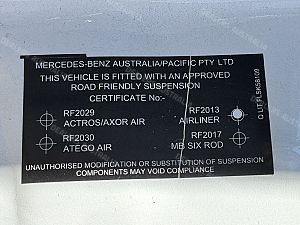 MERCEDES-BENZ AUSTRALIA/PACIFIC PTY LTD
THIS VEHICLE IS FITTED WITH AN APPROVED
ROAD FRIENDLY SUSPENSION
CERTIFICATE No:-
RF2029
ACTROS/AXOR AIR
RF2013
AIRLINER
RF2030
ATEGO AIR
RF2017
MB SIX ROD
UNAUTHORISED MODIFICATION OR SUBSTITUTION OF SUSPENSION
COMPONENTS MAY VOID COMPLIANCE